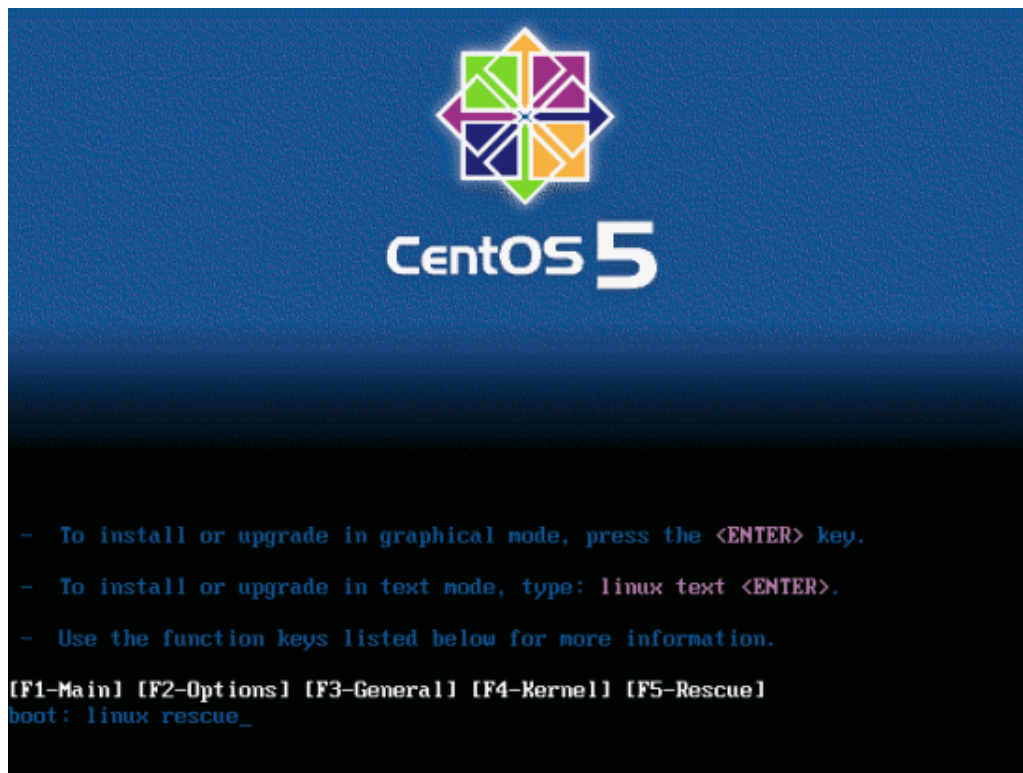 CentOS 5
- To install or upgrade in graphical mode, press the <ENTER> key.
- To install or upgrade in text mode, type: linux text <ENTER>.
- Use the function keys listed below for more information.
[F1-Main] [F2-Options] [F3-General] [F4-Kernel] [F5-Rescue]
boot: linux rescue_